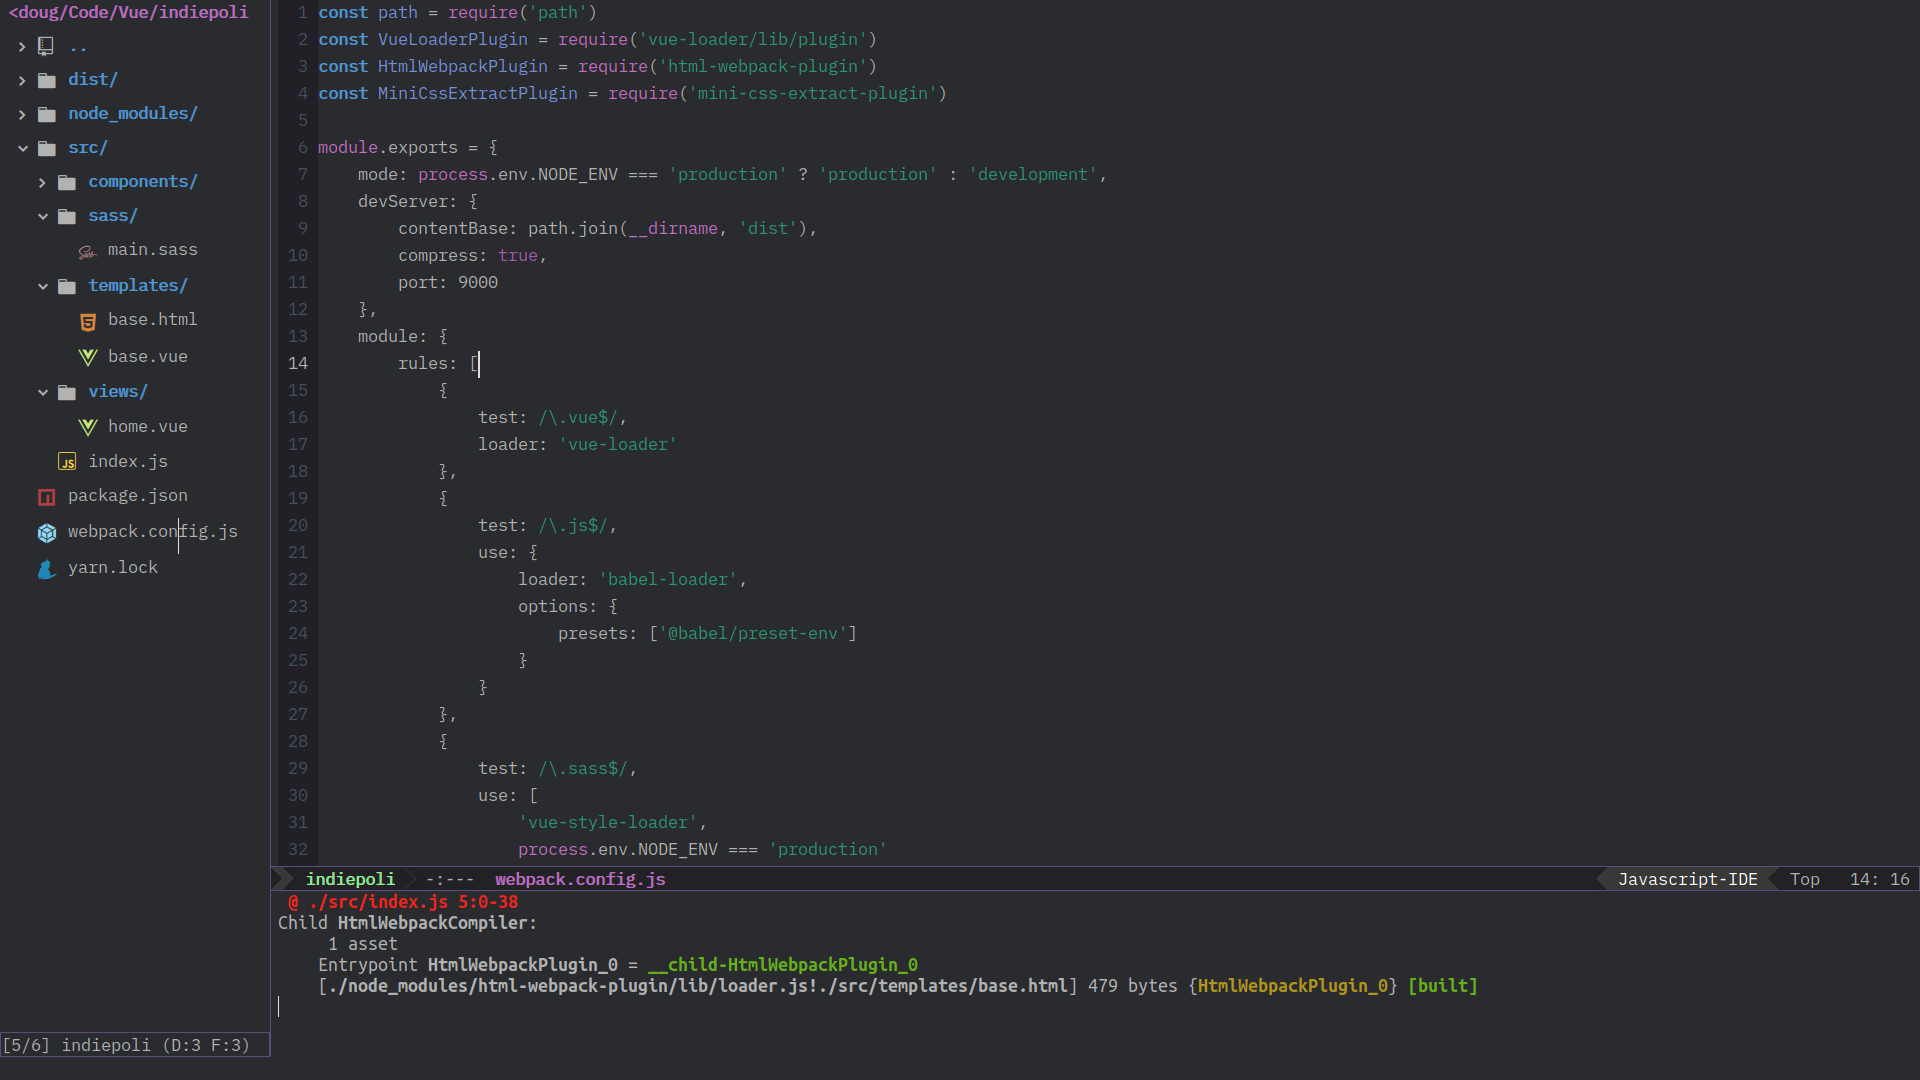 <doug/Code/Vue/indiepoli
..
dist/
node_modules/
src/
components/
sass/
main.sass
templates/
base.html
base.vue
views/
home.vue
index.js
package.json
webpack.config.js
yarn.lock
[5/6] indiepoli (D:3 F:3)
1 const path = require('path')
2 const VueLoaderPlugin = require('vue-loader/lib/plugin')
3 const HtmlWebpackPlugin = require('html-webpack-plugin')
4 const MiniCssExtractPlugin = require('mini-css-extract-plugin')
5
6 module.exports = {
7     mode: process.env.NODE_ENV === 'production' ? 'production' : 'development',
8     devServer: {
9         contentBase: path.join(__dirname, 'dist'),
10         compress: true,
11         port: 9000
12     },
13     module: {
14         rules: [
15             {
16                 test: /\.vue$/,
17                 loader: 'vue-loader'
18             },
19             {
20                 test: /\.js$/,
21                 use: {
22                     loader: 'babel-loader',
23                     options: {
24                         presets: ['@babel/preset-env']
25                     }
26                 }
27             },
28             {
29                 test: /\.sass$/,
30                 use: [
31                     'vue-style-loader',
32                     process.env.NODE_ENV === 'production'
indiepoli -:--- webpack.config.js Javascript-IDE Top 14: 16
@ ./src/index.js 5:0-38
Child HtmlWebpackCompiler:
     1 asset
    Entrypoint HtmlWebpackPlugin_0 = __child-HtmlWebpackPlugin_0
    [./node_modules/html-webpack-plugin/lib/loader.js!./src/templates/base.html] 479 bytes {HtmlWebpackPlugin_0} [built]